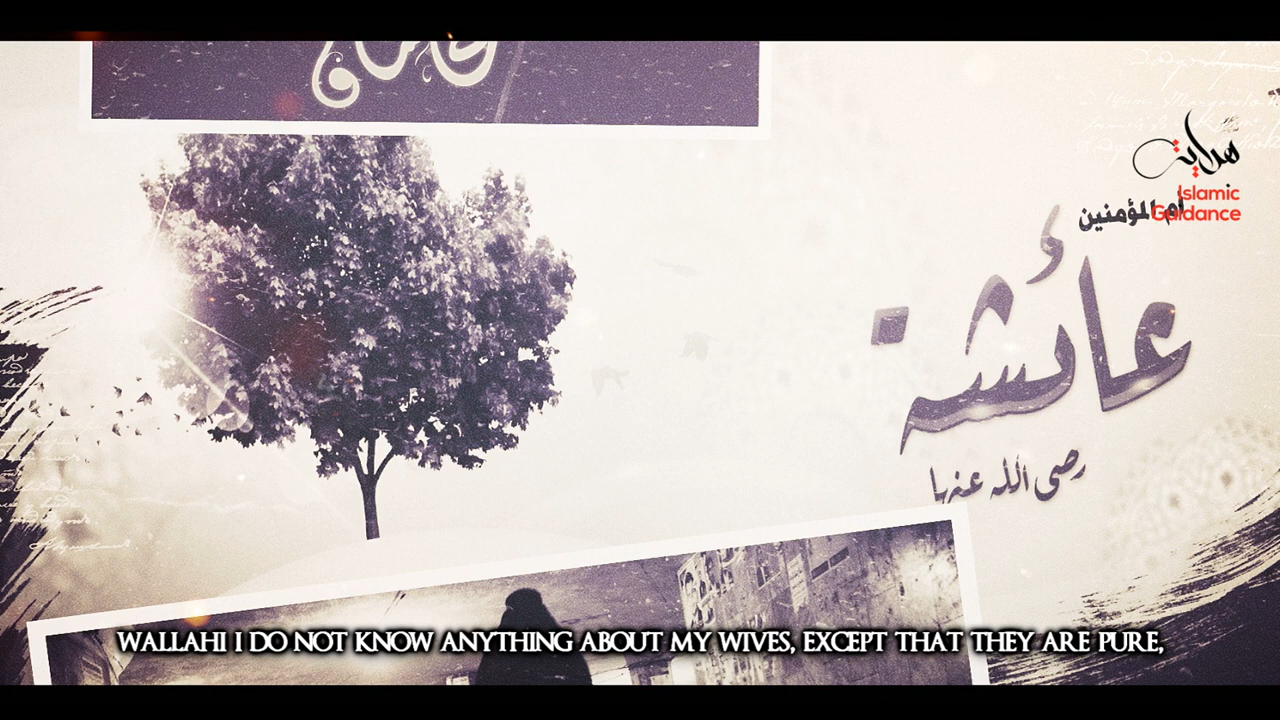 هداية
Islamic
Guidance
أم المؤمنين
عائشة
رضى الله عنها
WALLAHI I DO NOT KNOW ANYTHING ABOUT MY WIVES, EXCEPT THAT THEY ARE PURE,